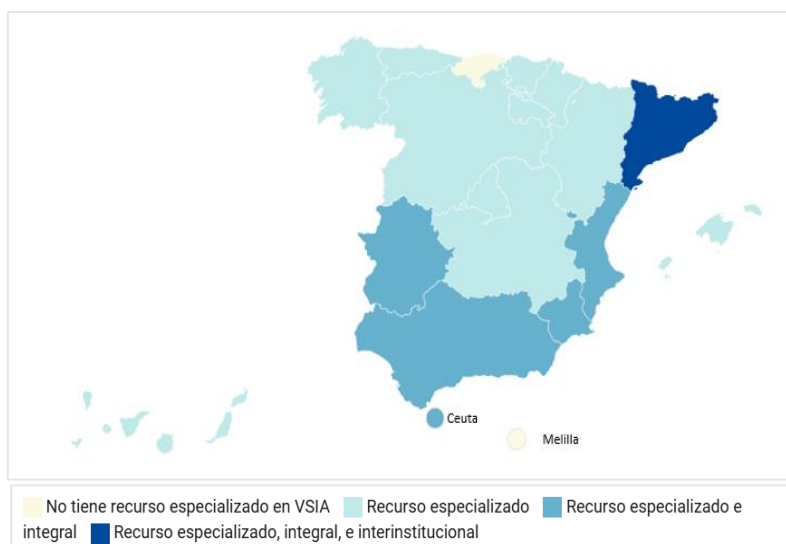 Ceuta
Melilla
No tiene recurso especializado en VSIA Recurso especializado Recurso especializado e
integral Recurso especializado, integral, e interinstitucional